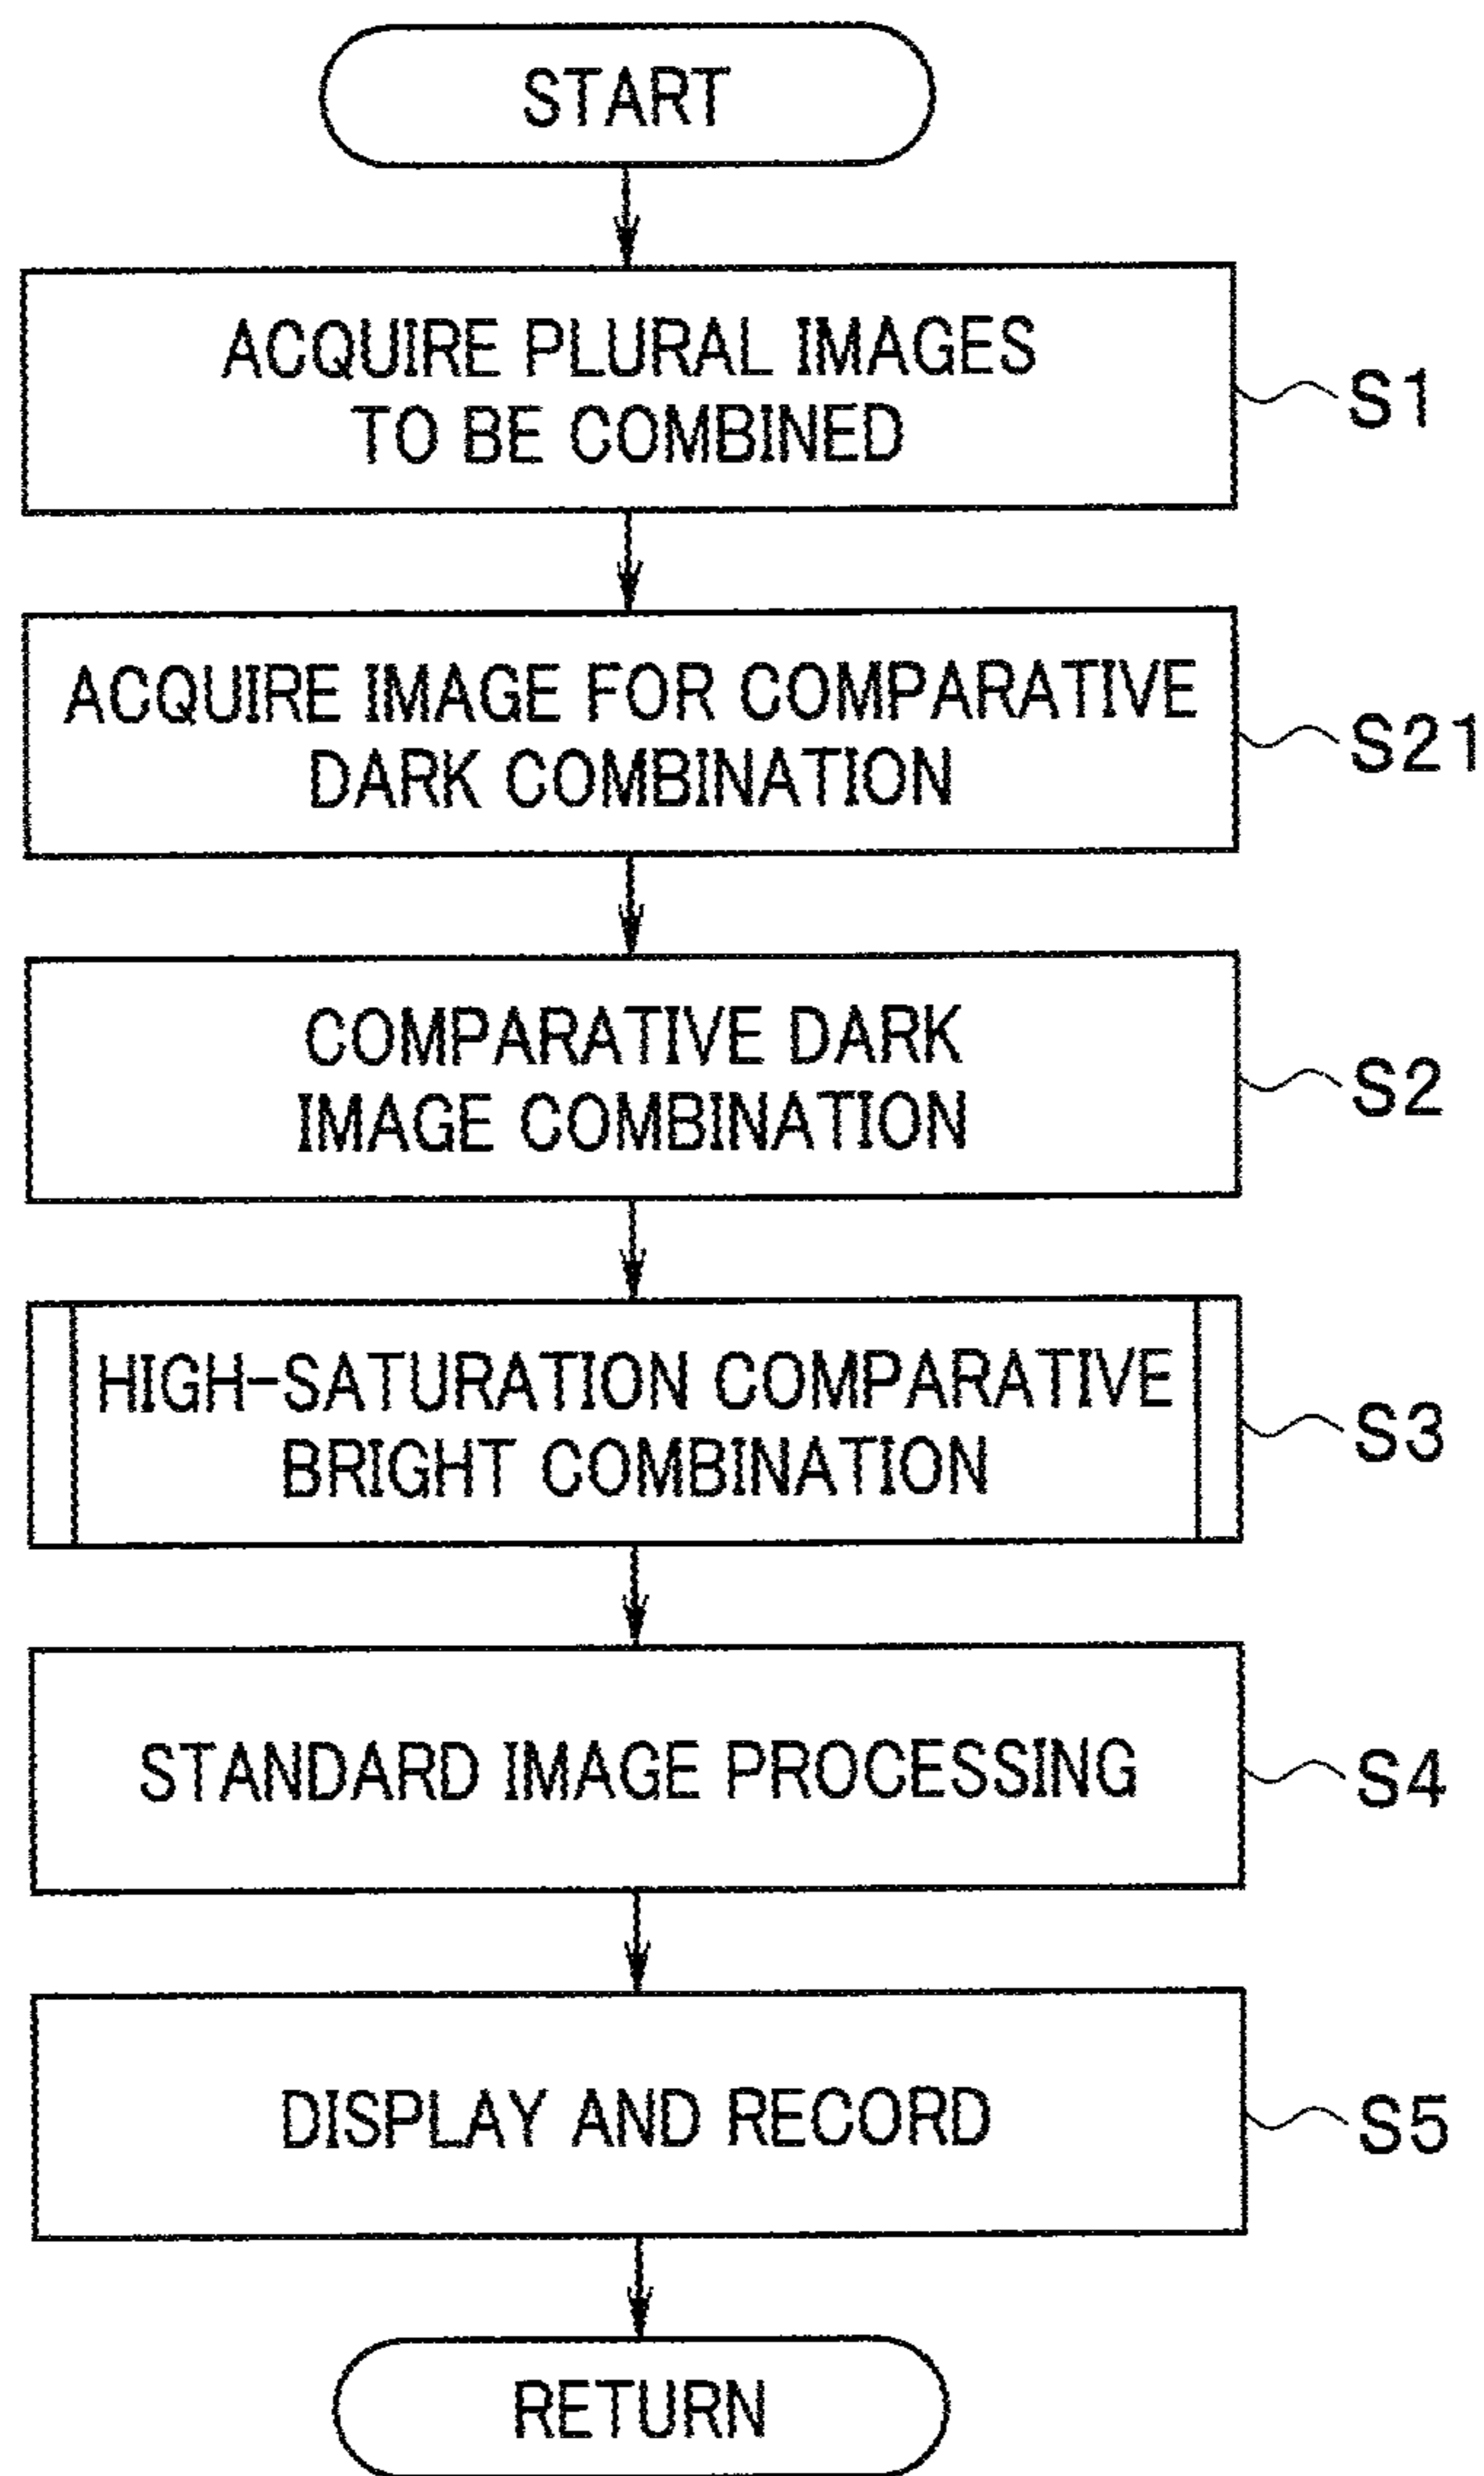 START
ACQUIRE PLURAL IMAGES
TO BE COMBINED
S1
ACQUIRE IMAGE FOR COMPARATIVE
DARK COMBINATION
S21
COMPARATIVE DARK
IMAGE COMBINATION
S2
HIGH-SATURATION COMPARATIVE
BRIGHT COMBINATION
S3
STANDARD IMAGE PROCESSING
S4
DISPLAY AND RECORD
S5
RETURN